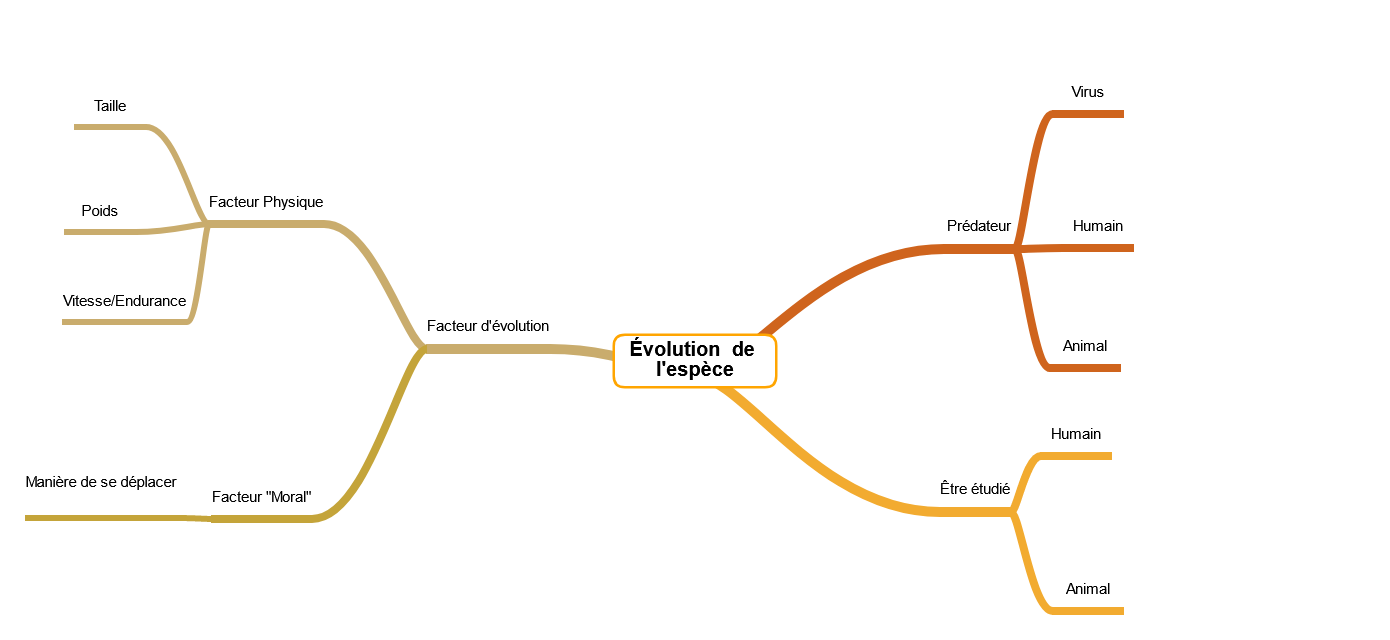 Évolution de
l'espèce
Facteur d'évolution
Facteur Physique
Taille
Poids
Vitesse/Endurance
Facteur "Moral"
Manière de se déplacer
Prédateur
Virus
Humain
Animal
Être étudié
Humain
Animal